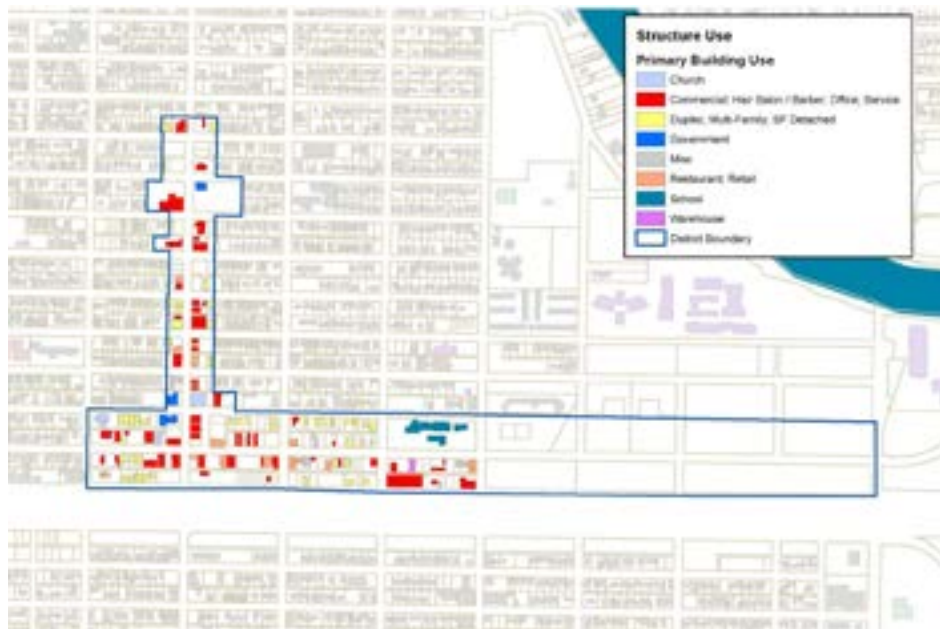 Structure Use
Primary Building Use
Church
Commercial; Hair Salon / Barber; Office; Service
Duplex; Multi-Family; SF Detached
Government
Misc
Restaurant; Retail
School
Warehouse
District Boundary